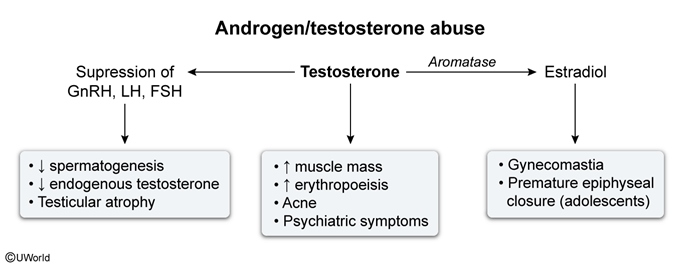 Androgen/testosterone abuse
Supression of
GnRH, LH, FSH
Testosterone
Aromatase
Estradiol
• ↓ spermatogenesis
• ↓ endogenous testosterone
• Testicular atrophy
• ↑ muscle mass
• ↑ erythropoeisis
• Acne
• Psychiatric symptoms
• Gynecomastia
• Premature epiphyseal
closure (adolescents)
©UWorld